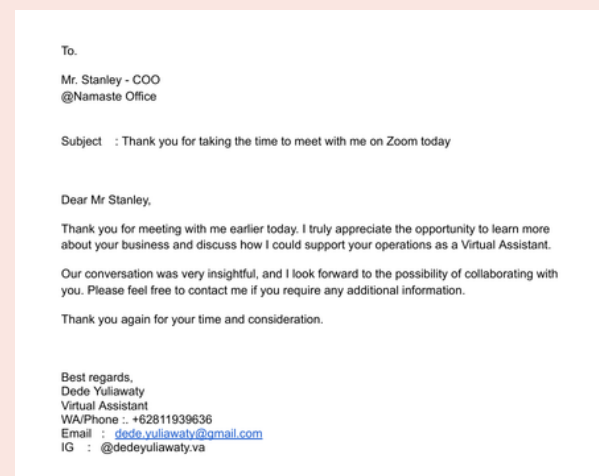 To.
Mr. Stanley - COO
@Namaste Office
Subject : Thank you for taking the time to meet with me on Zoom today
Dear Mr Stanley,
Thank you for meeting with me earlier today. I truly appreciate the opportunity to learn more
about your business and discuss how I could support your operations as a Virtual Assistant.
Our conversation was very insightful, and I look forward to the possibility of collaborating with
you. Please feel free to contact me if you require any additional information.
Thank you again for your time and consideration.
Best regards,
Dede Yuliawaty
Virtual Assistant
WA/Phone :. +62811939636
Email : dede.yuliawaty@gmail.com
IG : @dedeyuliawaty.va